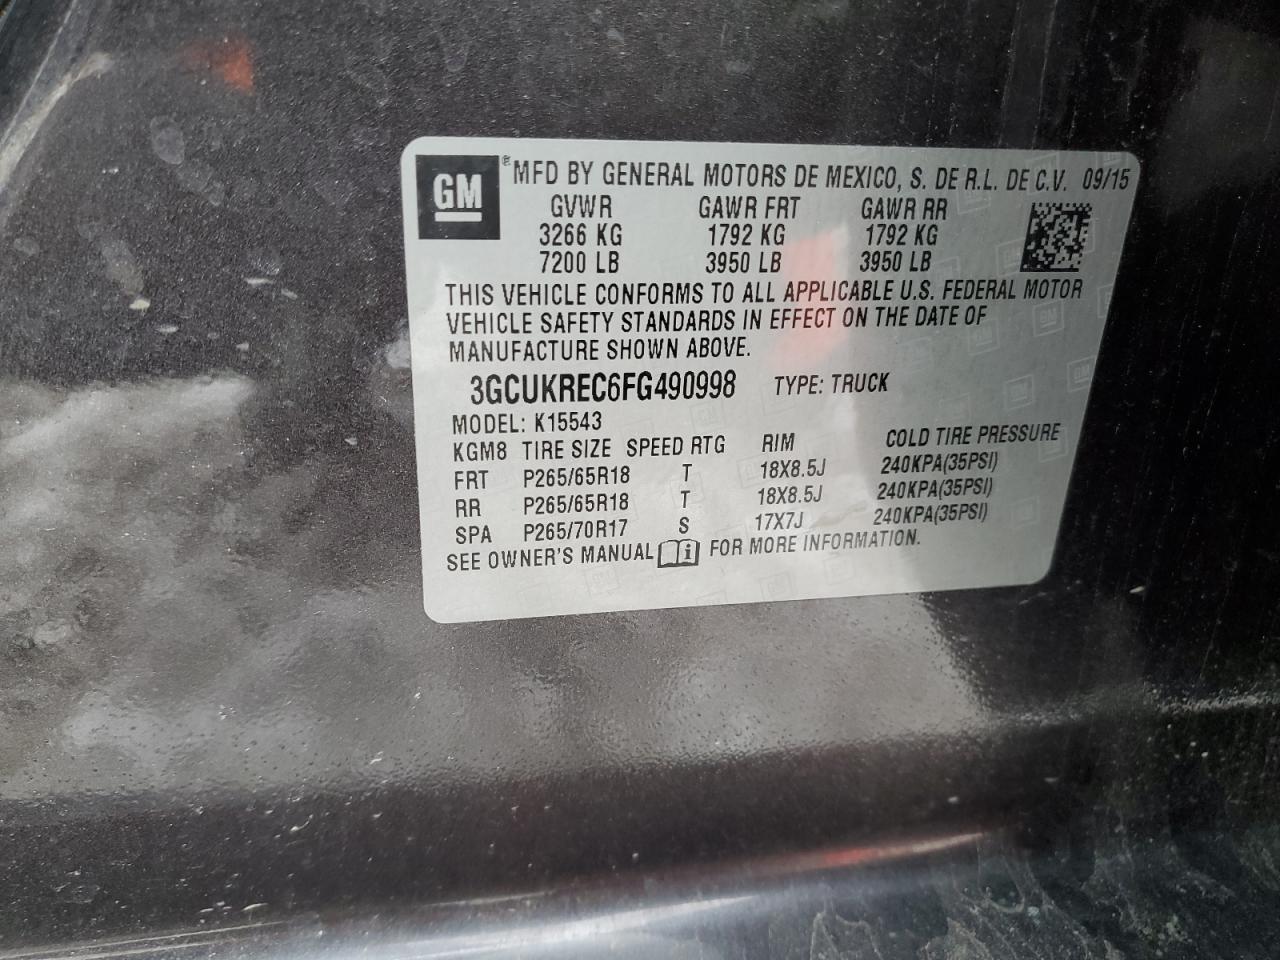 GM ® MFD BY GENERAL MOTORS DE MEXICO, S. DE R.L. DE C.V. 09/15
GVWR GAWR FRT GAWR RR
3266 KG 1792 KG 1792 KG
7200 LB 3950 LB 3950 LB
THIS VEHICLE CONFORMS TO ALL APPLICABLE U.S. FEDERAL MOTOR
VEHICLE SAFETY STANDARDS IN EFFECT ON THE DATE OF
MANUFACTURE SHOWN ABOVE.
3GCUKREC6FG490998 TYPE: TRUCK
MODEL: K15543
KGM8 TIRE SIZE SPEED RTG RIM COLD TIRE PRESSURE
FRT P265/65R18 T 18X8.5J 240KPA(35PSI)
RR P265/65R18 T 18X8.5J 240KPA(35PSI)
SPA P265/70R17 S 17X7J 240KPA(35PSI)
SEE OWNER'S MANUAL i FOR MORE INFORMATION.